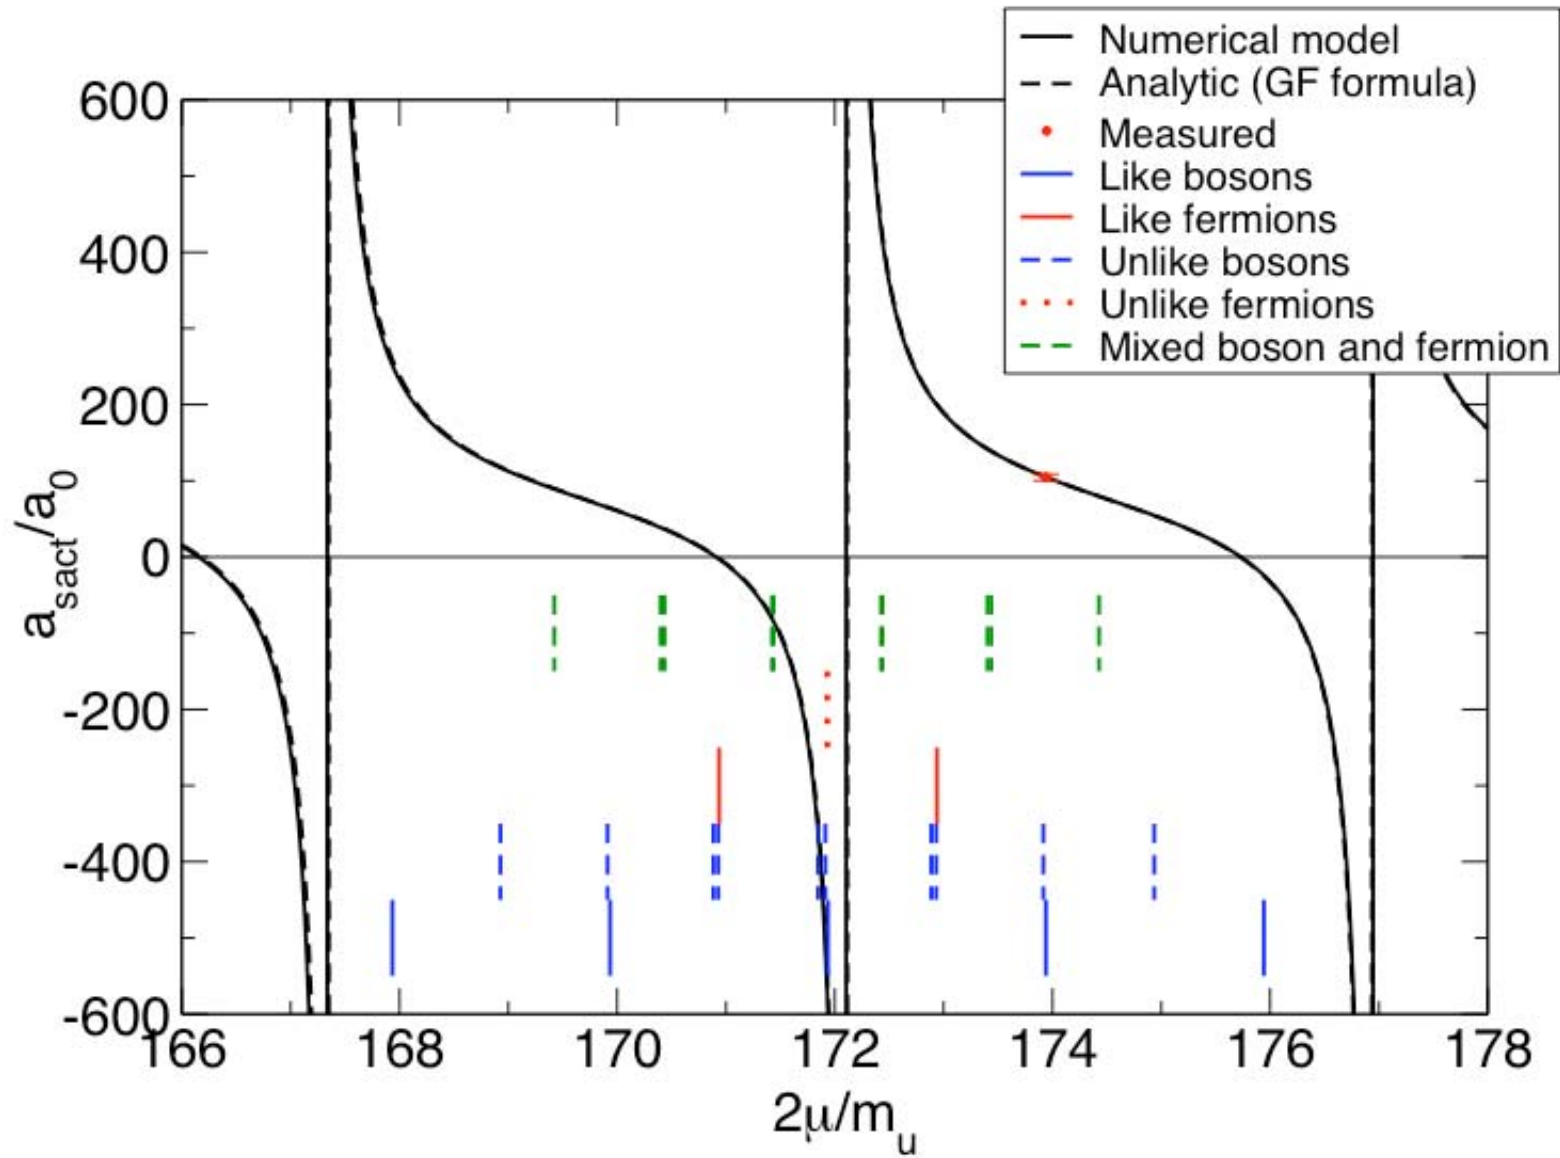 Numerical model
Analytic (GF formula)
Measured
Like bosons
Like fermions
Unlike bosons
Unlike fermions
Mixed boson and fermion
600
400
200
0
-200
-400
-600
a_sact/a_0
166 168 170 172 174 176 178
2μ/m_u